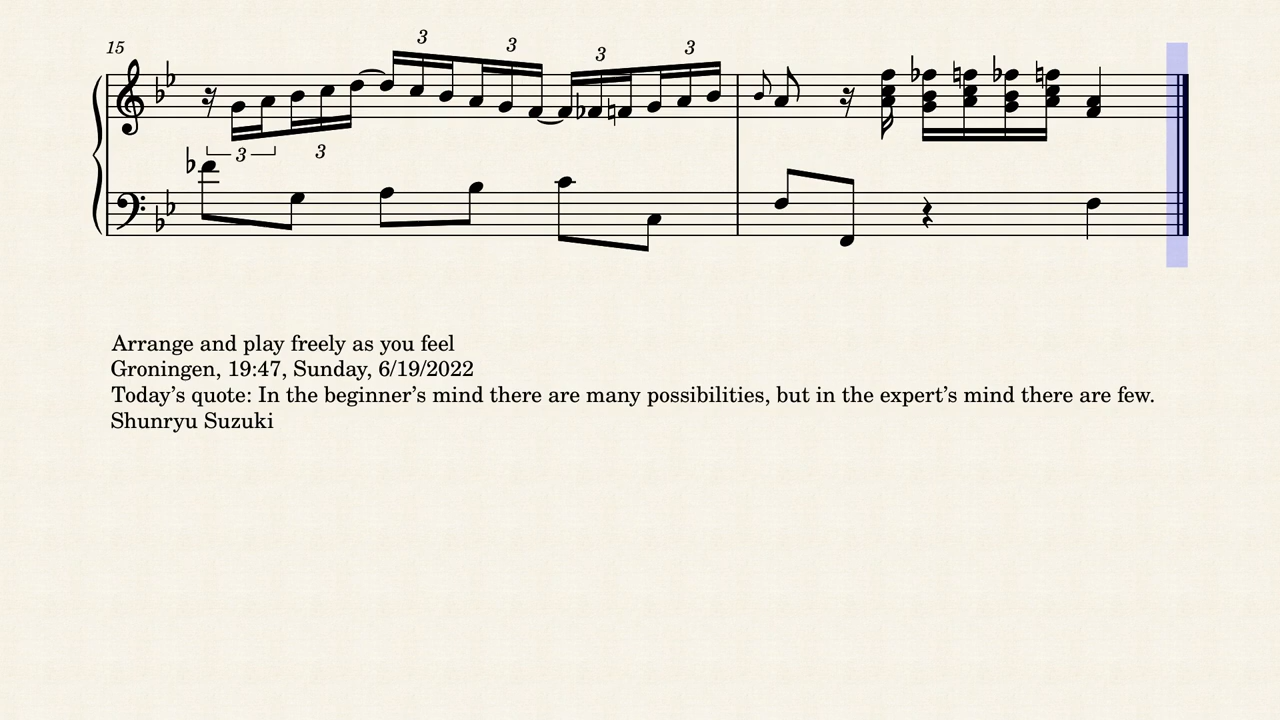 15
3 3 3 3
3 3
Arrange and play freely as you feel
Groningen, 19:47, Sunday, 6/19/2022
Today’s quote: In the beginner’s mind there are many possibilities, but in the expert’s mind there are few.
Shunryu Suzuki